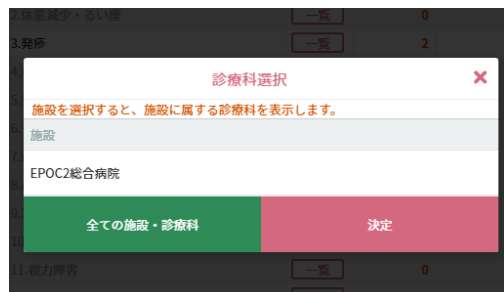 2.体重減少・るい痩 一覧 0
3.発疹 一覧 2
診療科選択 ×
施設を選択すると、施設に属する診療科を表示します。
施設
EPOC2総合病院
全ての施設・診療科 決定
11.視力障害 一覧 0